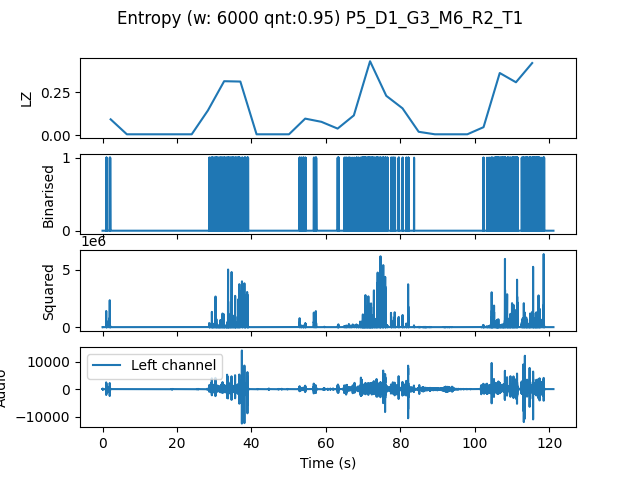 Entropy (w: 6000 qnt:0.95) P5_D1_G3_M6_R2_T1
LZ
0.25
0.00
Binarised
1
0
1e6
Squared
5
0
Audio
10000
0
−10000
Left channel
0 20 40 60 80 100 120
Time (s)